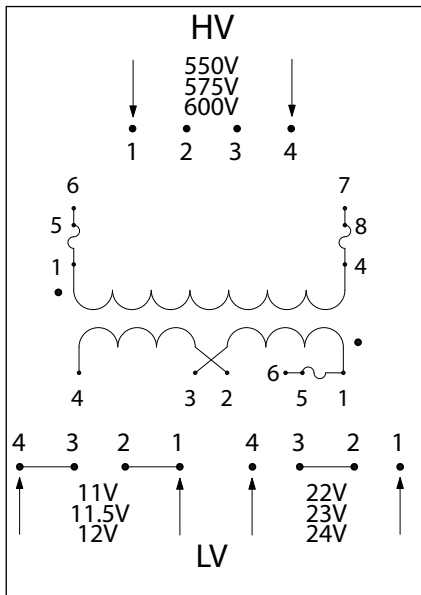 HV
550V
575V
600V
1 2 3 4
6 7
5 8
1 4
4 3 2 6 5 1
4 3 2 1 4 3 2 1
11V 22V
11.5V 23V
12V 24V
LV